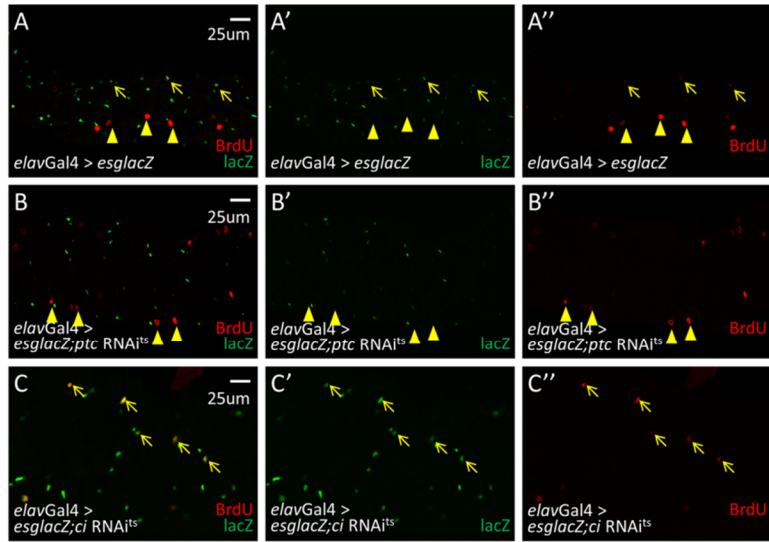 A
25um
BrdU
elavGal4 > esglacZ
lacZ
A′
elavGal4 > esglacZ
lacZ
A′′
elavGal4 > esglacZ
BrdU
B
25um
elavGal4 >
BrdU
esglacZ;ptc RNAiᵗˢ
lacZ
B′
elavGal4 >
esglacZ;ptc RNAiᵗˢ
lacZ
B′′
elavGal4 >
esglacZ;ptc RNAiᵗˢ
BrdU
C
25um
elavGal4 >
BrdU
esglacZ;ci RNAiᵗˢ
lacZ
C′
elavGal4 >
esglacZ;ci RNAiᵗˢ
lacZ
C′′
elavGal4 >
esglacZ;ci RNAiᵗˢ
BrdU